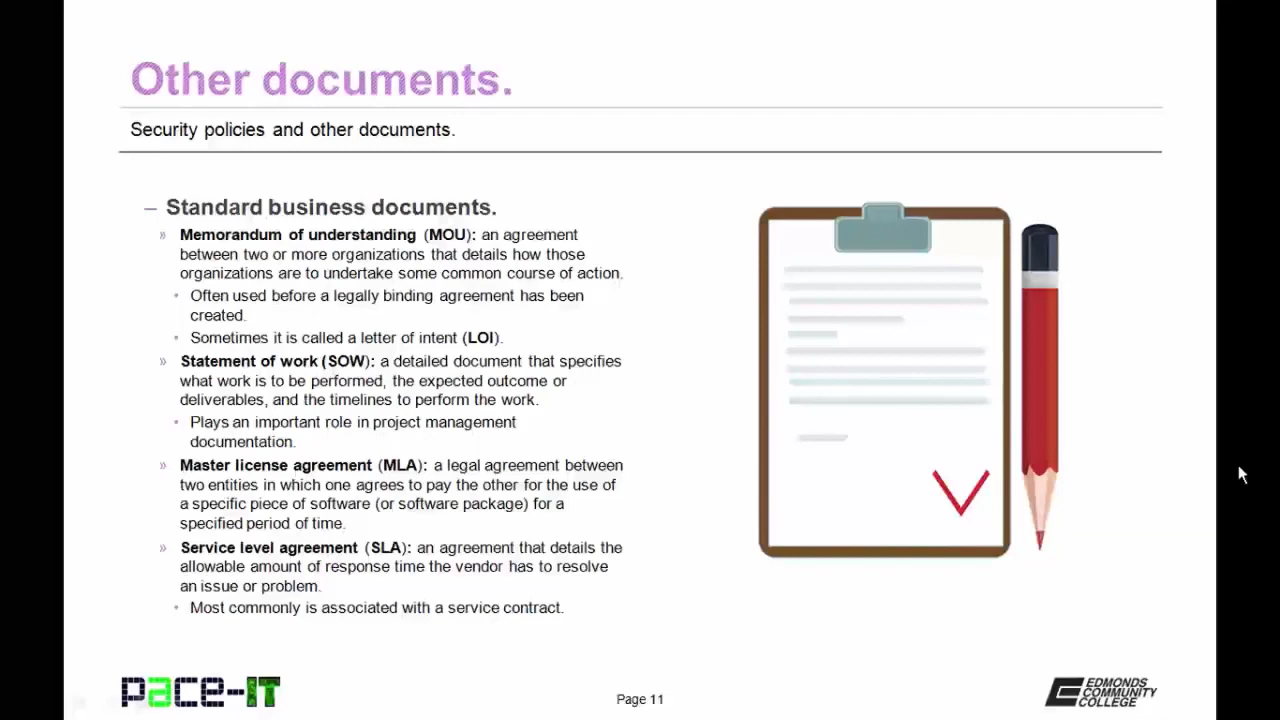 Other documents.
Security policies and other documents.
– Standard business documents.
» Memorandum of understanding (MOU): an agreement
between two or more organizations that details how those
organizations are to undertake some common course of action.
• Often used before a legally binding agreement has been
created.
• Sometimes it is called a letter of intent (LOI).
» Statement of work (SOW): a detailed document that specifies
what work is to be performed, the expected outcome or
deliverables, and the timelines to perform the work.
• Plays an important role in project management
documentation.
» Master license agreement (MLA): a legal agreement between
two entities in which one agrees to pay the other for the use of
a specific piece of software (or software package) for a
specified period of time.
» Service level agreement (SLA): an agreement that details the
allowable amount of response time the vendor has to resolve
an issue or problem.
• Most commonly is associated with a service contract.
pace-IT
Page 11
EDMONDS
COMMUNITY
COLLEGE